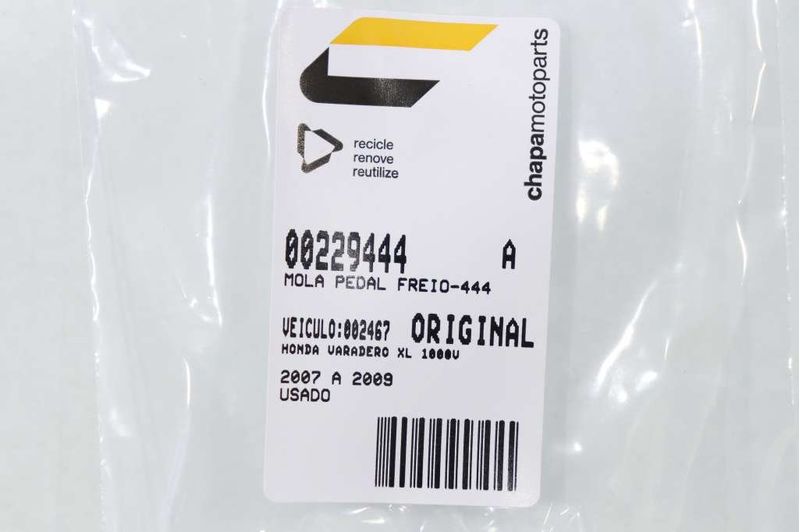 chapamotoparts
recicle
renove
reutilize
00229444 A
MOLA PEDAL FREIO-444
VEICULO:002467 ORIGINAL
HONDA VARADERO XL 1000V
2007 A 2009
USADO